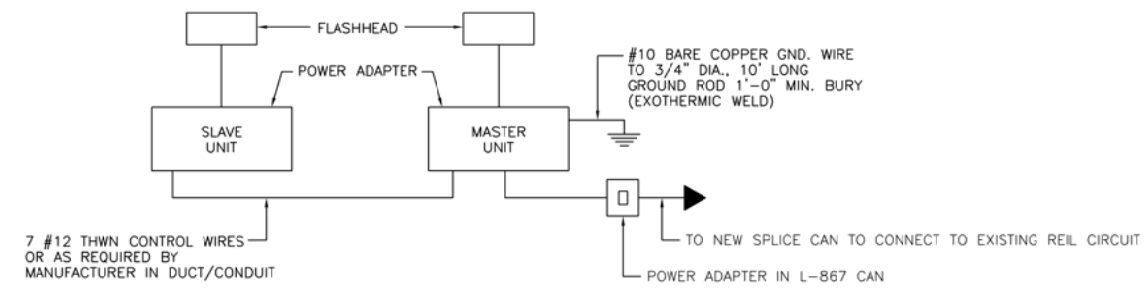 FLASHHEAD
POWER ADAPTER
#10 BARE COPPER GND. WIRE
TO 3/4" DIA., 10' LONG
GROUND ROD 1'-0" MIN. BURY
(EXOTHERMIC WELD)
SLAVE
UNIT
MASTER
UNIT
7 #12 THWN CONTROL WIRES
OR AS REQUIRED BY
MANUFACTURER IN DUCT/CONDUIT
TO NEW SPLICE CAN TO CONNECT TO EXISTING REIL CIRCUIT
POWER ADAPTER IN L-867 CAN